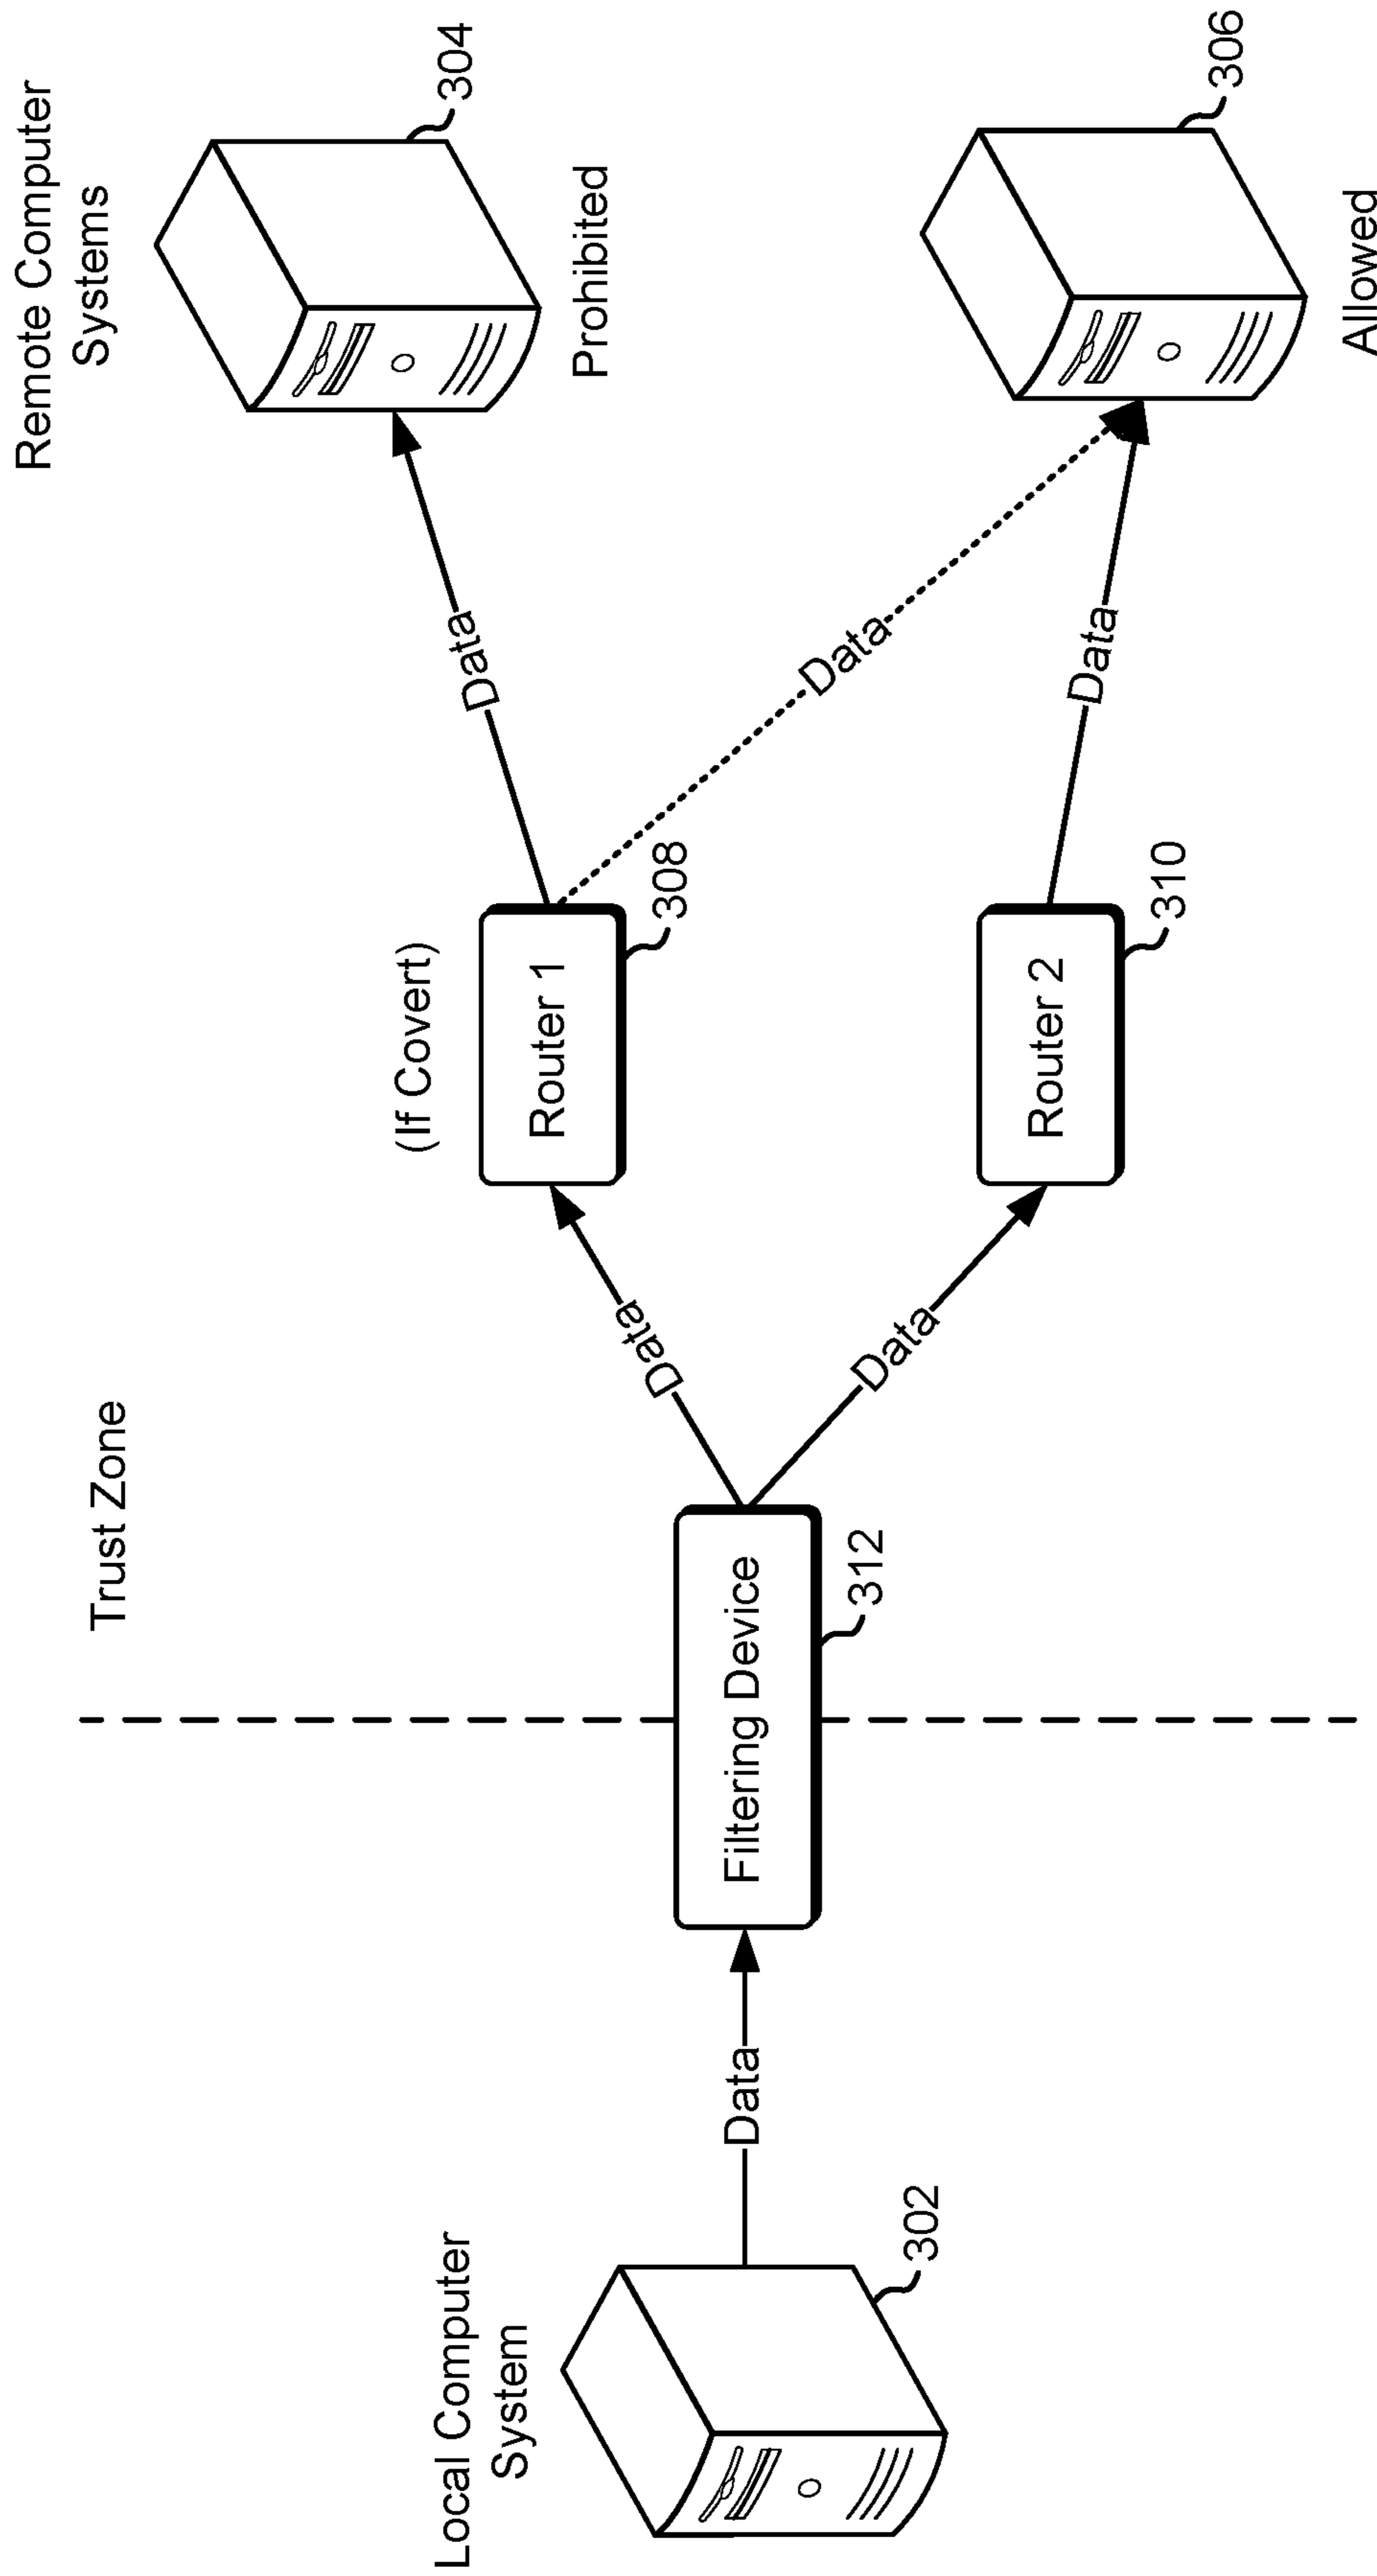 Remote Computer
Systems
304
Prohibited
Trust Zone
(If Covert)
Data
Router 1
308
Data
Data
Local Computer
System
302
Data
Filtering Device
312
Data
Router 2
310
Data
306
Allowed